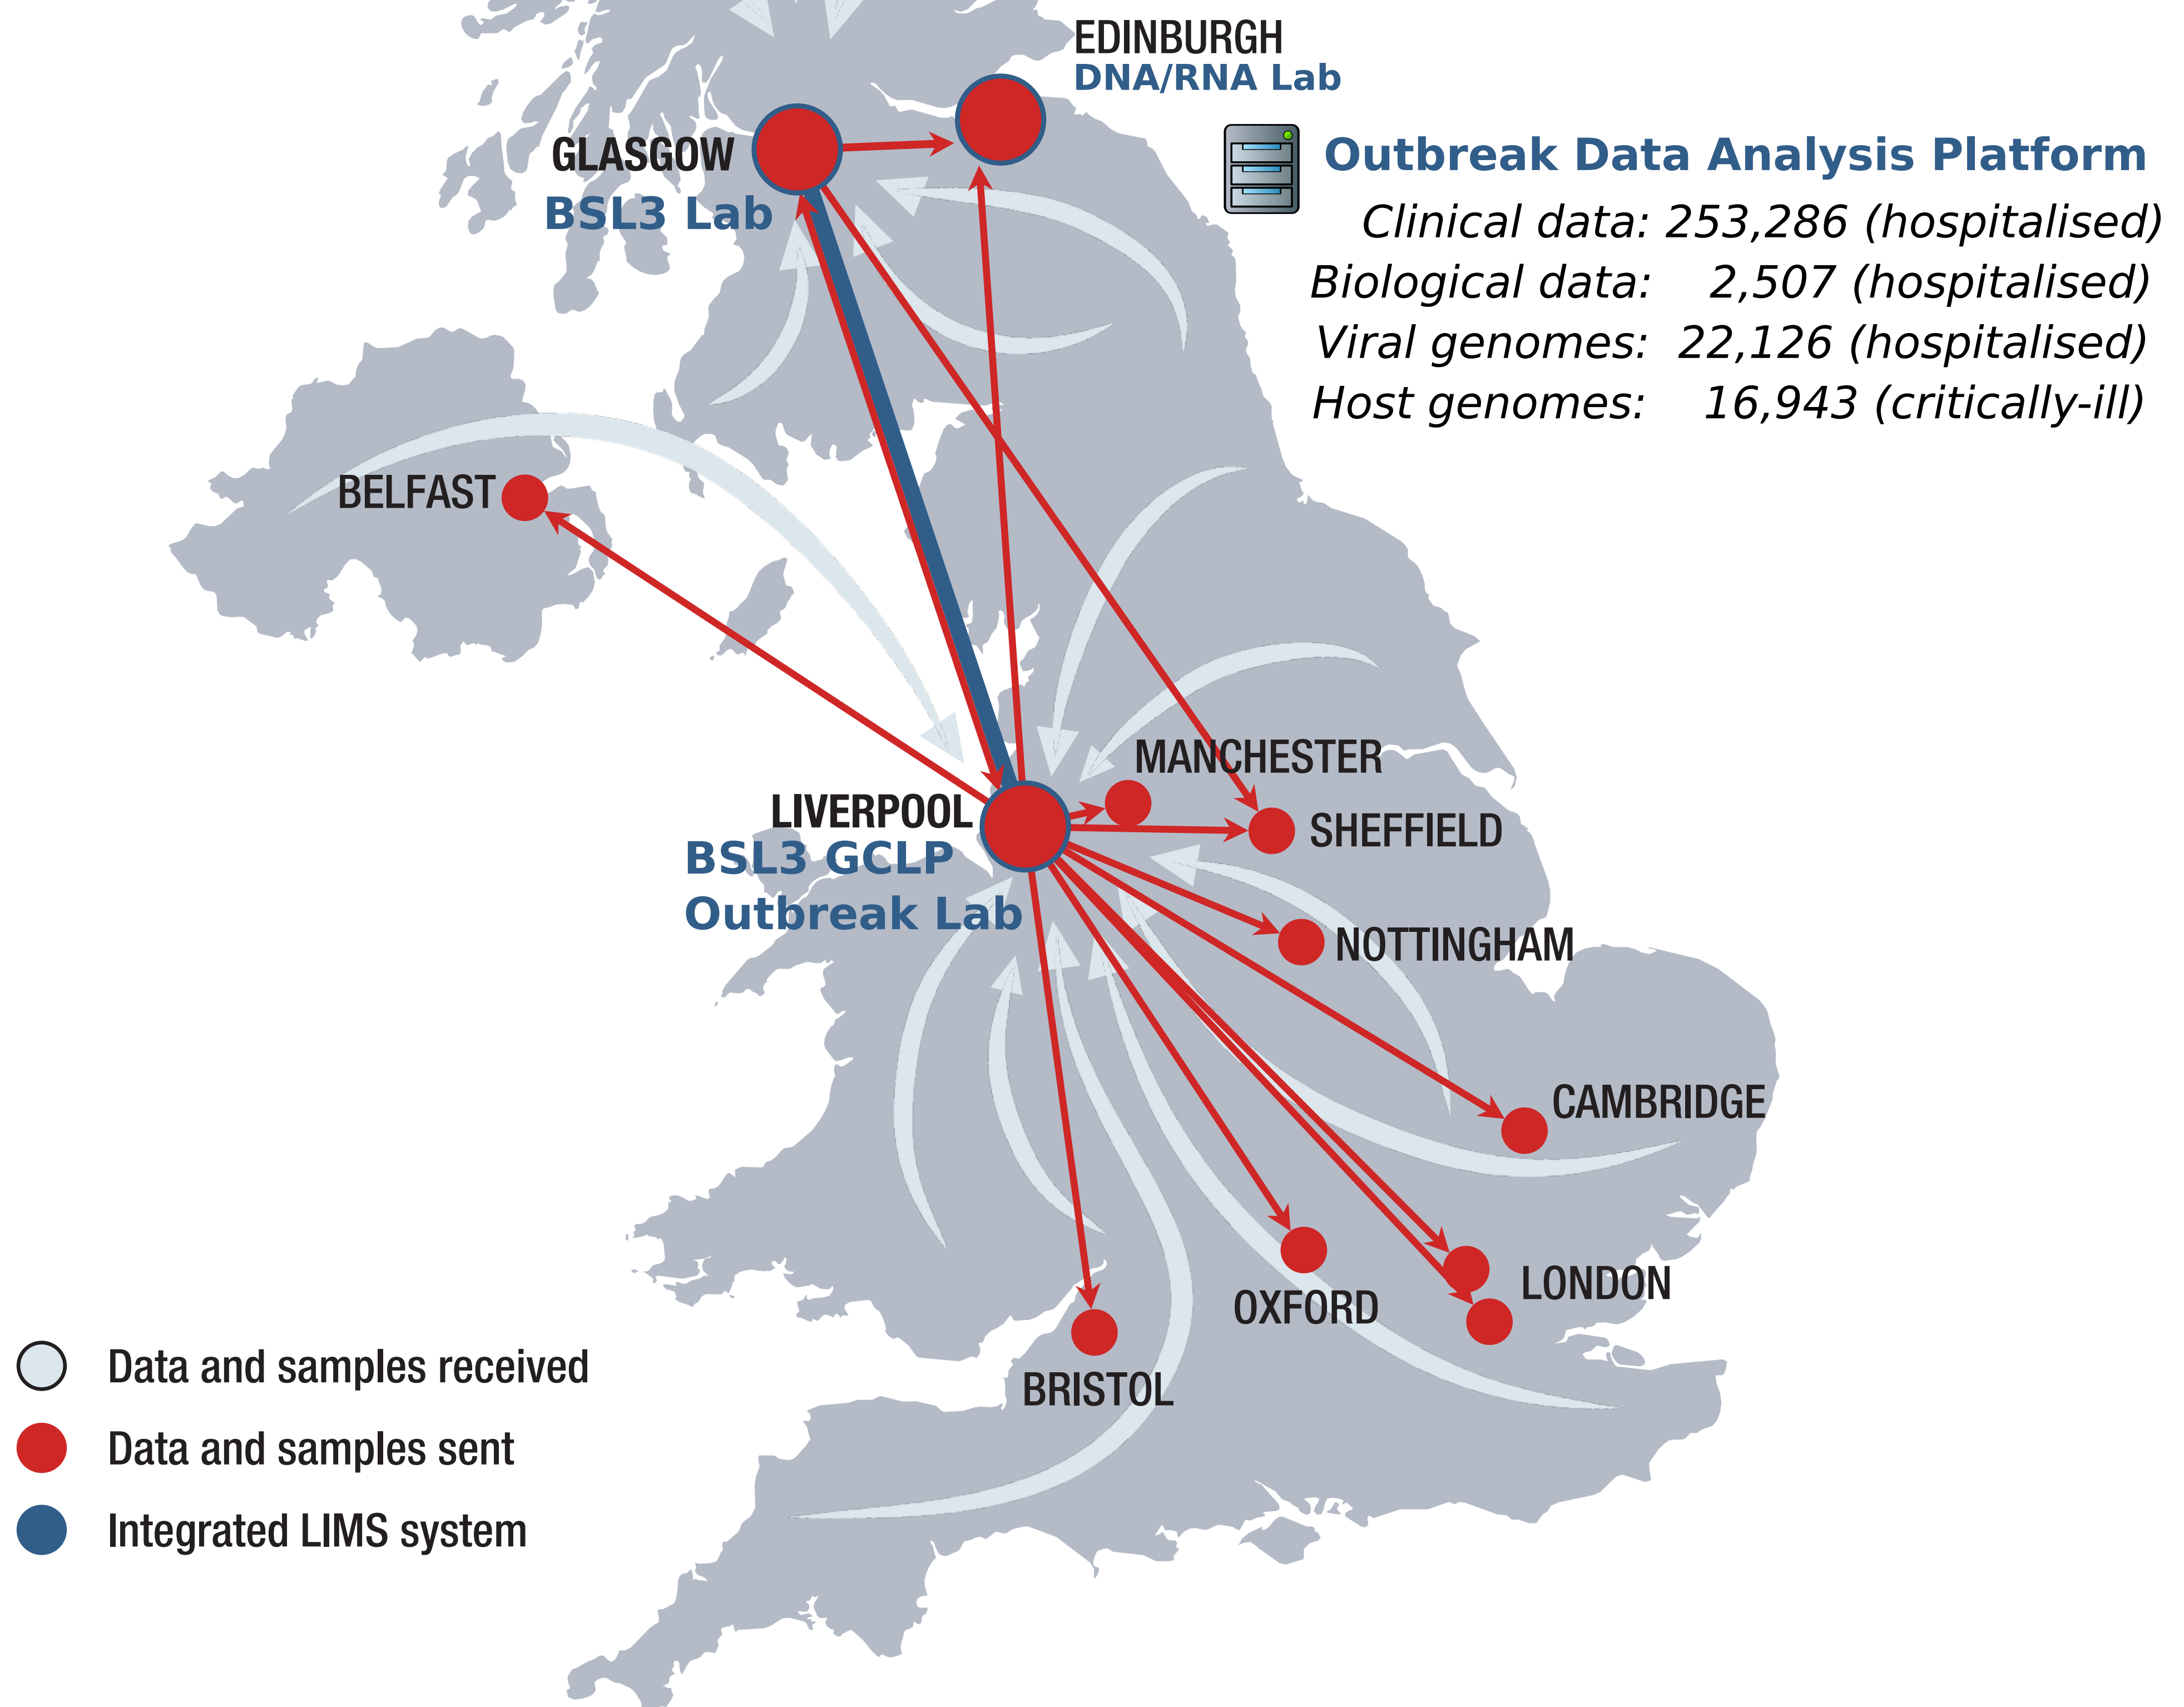 EDINBURGH
DNA/RNA Lab
GLASGOW
BSL3 Lab
Outbreak Data Analysis Platform
Clinical data: 253,286 (hospitalised)
Biological data: 2,507 (hospitalised)
Viral genomes: 22,126 (hospitalised)
Host genomes: 16,943 (critically-ill)
BELFAST
MANCHESTER
LIVERPOOL
BSL3 GCLP
Outbreak Lab
SHEFFIELD
NOTTINGHAM
CAMBRIDGE
LONDON
OXFORD
BRISTOL
Data and samples received
Data and samples sent
Integrated LIMS system